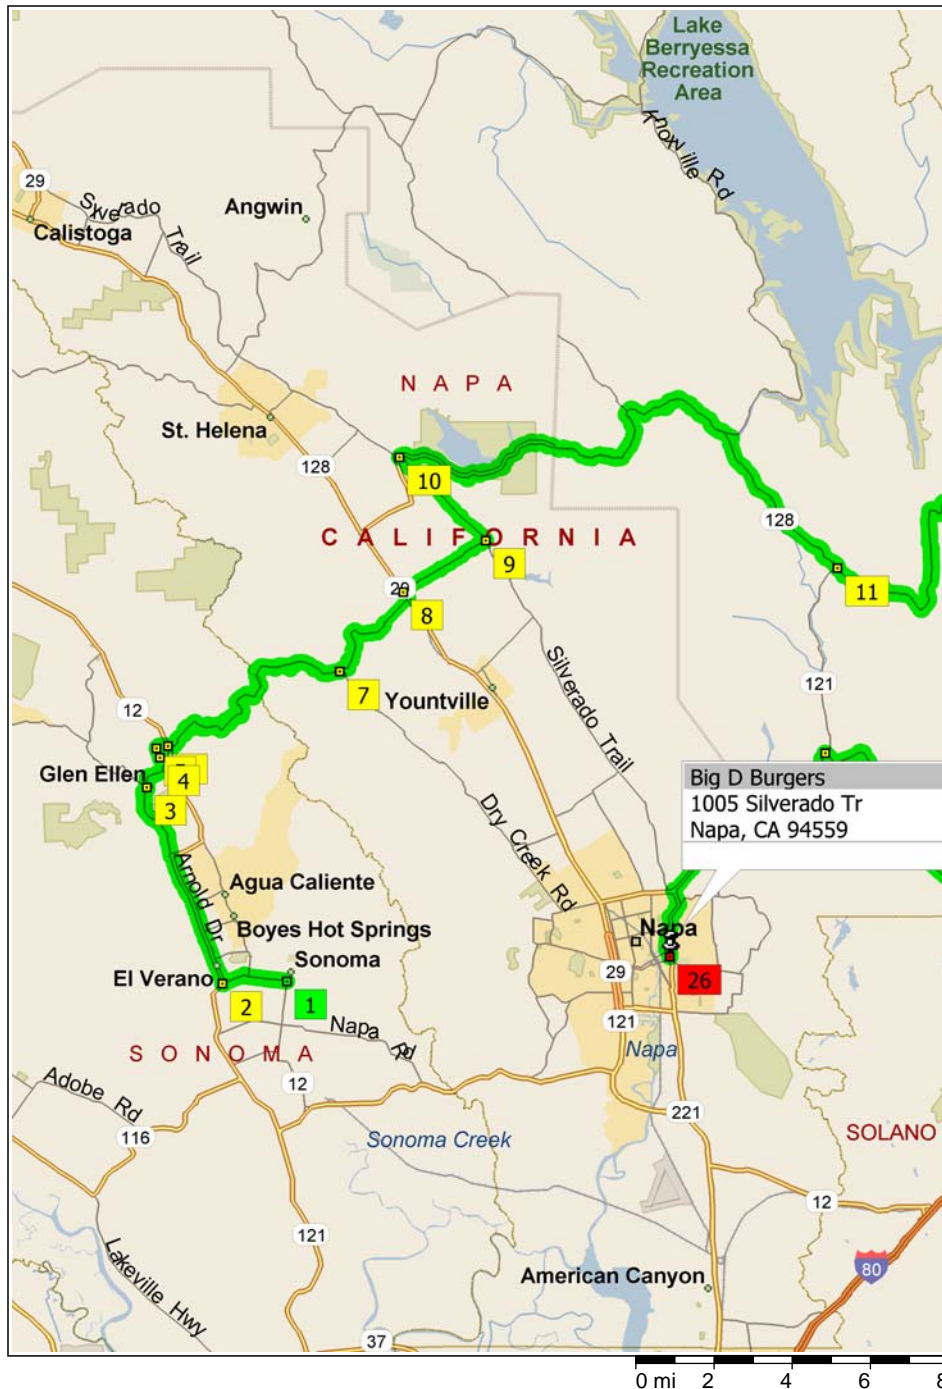 Lake
Berryessa
Recreation
Area
Knoxville Rd
29
Silverado
Trail
Angwin
Calistoga
NAPA
St. Helena
128
10
CALIFORNIA
9
128
11
29
8
7
Yountville
Silverado Trail
121
12
Glen Ellen
4
3
Big D Burgers
1005 Silverado Tr
Napa, CA 94559
Dry Creek Rd
Arnold Dr
Agua Caliente
Boyes Hot Springs
Napa
Sonoma
El Verano
29
26
2
1
Napa Rd
121
SONOMA
Napa
Adobe Rd
12
116
221
Sonoma Creek
SOLANO
12
121
80
Lakeville Hwy
American Canyon
37
0 mi 2 4 6 8